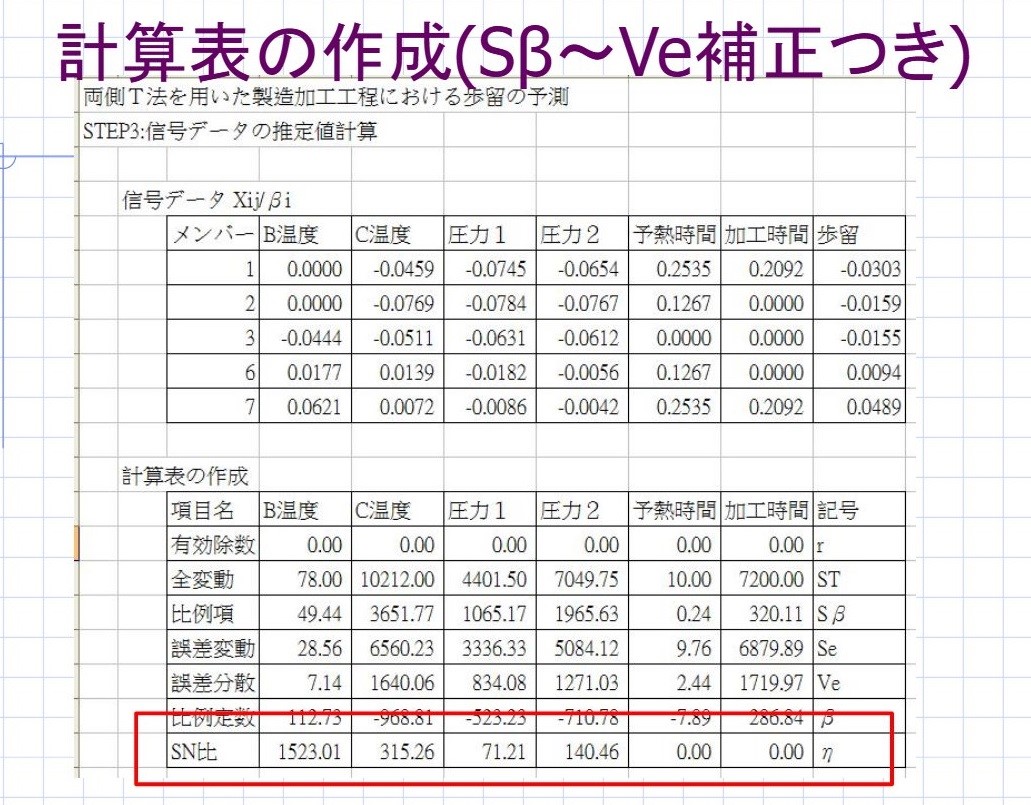 計算表の作成(Sβ～Ve補正つき)
両側Ｔ法を用いた製造加工工程における歩留の予測
STEP3:信号データの推定値計算
信号データ Xij/βi
メンバー B温度 C温度 圧力１ 圧力２ 予熱時間 加工時間 歩留
1 0.0000 -0.0459 -0.0745 -0.0654 0.2535 0.2092 -0.0303
2 0.0000 -0.0769 -0.0784 -0.0767 0.1267 0.0000 -0.0159
3 -0.0444 -0.0511 -0.0631 -0.0612 0.0000 0.0000 -0.0155
6 0.0177 0.0139 -0.0182 -0.0056 0.1267 0.0000 0.0094
7 0.0621 0.0072 -0.0086 -0.0042 0.2535 0.2092 0.0489
計算表の作成
項目名 B温度 C温度 圧力１ 圧力２ 予熱時間 加工時間 記号
有効除数 0.00 0.00 0.00 0.00 0.00 0.00 r
全変動 78.00 10212.00 4401.50 7049.75 10.00 7200.00 ST
比例項 49.44 3651.77 1065.17 1965.63 0.24 320.11 Sβ
誤差変動 28.56 6560.23 3336.33 5084.12 9.76 6879.89 Se
誤差分散 7.14 1640.06 834.08 1271.03 2.44 1719.97 Ve
比例定数 112.73 -968.81 -523.23 -710.78 -7.89 286.84 β
SN比 1523.01 315.26 71.21 140.46 0.00 0.00 η